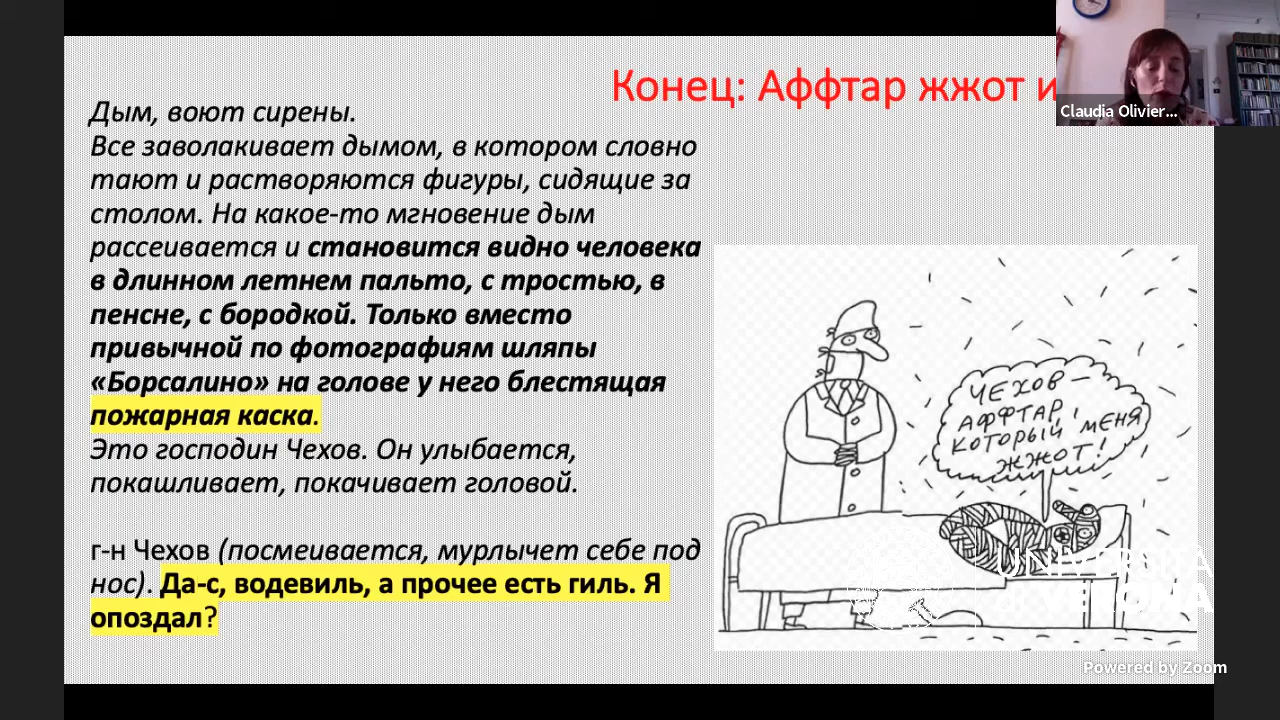 Конец: Аффтар жжот и
Claudia Olivier...
Дым, воют сирены.
Все заволакивает дымом, в котором словно
тают и растворяются фигуры, сидящие за
столом. На какое-то мгновение дым
рассеивается и становится видно человека
в длинном летнем пальто, с тростью, в
пенсне, с бородкой. Только вместо
привычной по фотографиям шляпы
«Борсалино» на голове у него блестящая
пожарная каска.
Это господин Чехов. Он улыбается,
покашливает, покачивает головой.
г-н Чехов (посмеивается, мурлычет себе под
нос). Да-с, водевиль, а прочее есть гиль. Я
опоздал?
ЧЕХОВ –
АФФТАР,
КОТОРЫЙ МЕНЯ
ЖЖОТ!
UNIVERSITÀ
Powered by Zoom